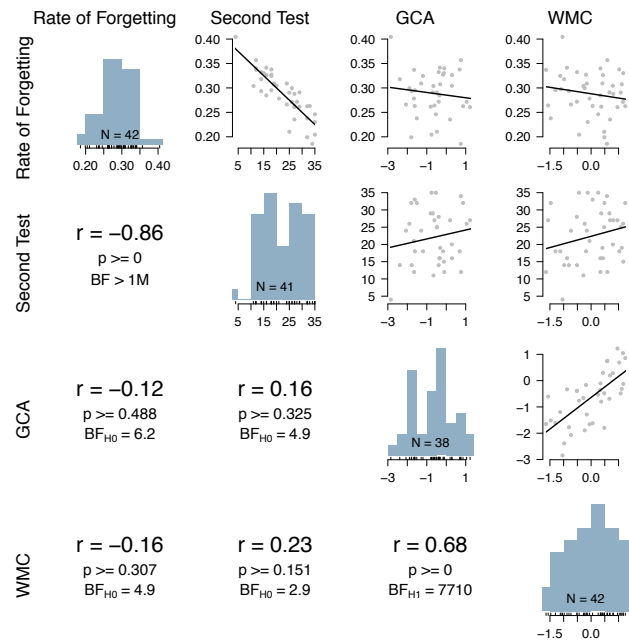 Rate of Forgetting Second Test GCA WMC
Rate of Forgetting
N = 42
0.20 0.30 0.40
0.40
0.35
0.30
0.25
0.20
5 15 25 35
0.40
0.35
0.30
0.25
0.20
−3 −1 1
0.40
0.35
0.30
0.25
0.20
−1.5 0.0
Second Test
r = −0.86
p >= 0
BF > 1M
N = 41
5 15 25 35
35
30
25
20
15
10
5
−3 −1 1
35
30
25
20
15
10
5
−1.5 0.0
GCA
r = −0.12
p >= 0.488
BFH0 = 6.2
r = 0.16
p >= 0.325
BFH0 = 4.9
N = 38
−3 −1 1
1
0
−1
−2
−3
−1.5 0.0
WMC
r = −0.16
p >= 0.307
BFH0 = 4.9
r = 0.23
p >= 0.151
BFH0 = 2.9
r = 0.68
p >= 0
BFH1 = 7710
N = 42
−1.5 0.0